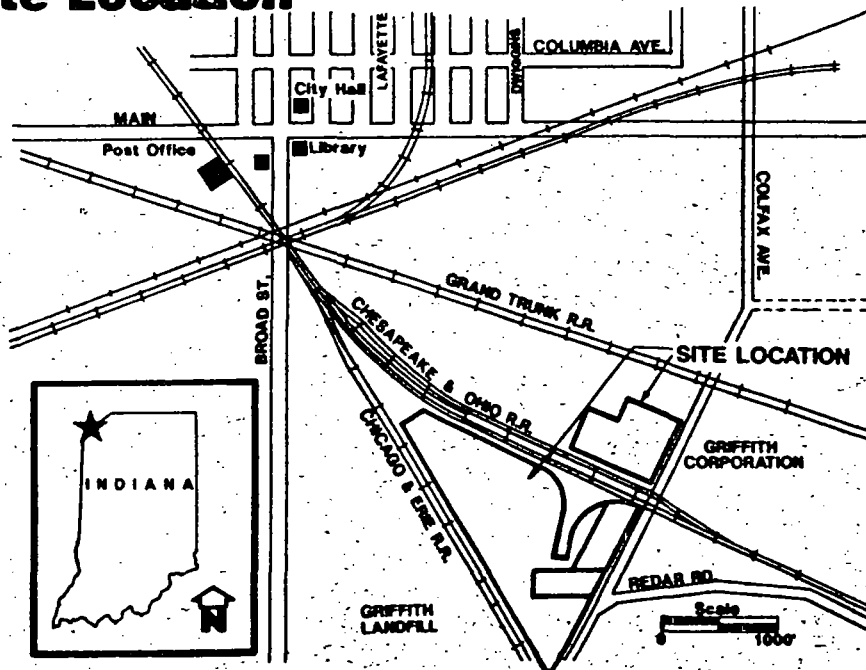 te Location
LAFAYETTE
WOODING
COLUMBIA AVE.
City Hall
MAIN
Post Office
Library
COLFAX AVE.
BROAD ST.
GRAND TRUNK R.R.
CHESAPEAKE & OHIO R.R.
SITE LOCATION
CHICAGO & ERIE R.R.
GRIFFITH
CORPORATION
INDIANA
N
REDAR RD.
GRIFFITH
LANDFILL
Scale
0 1000'